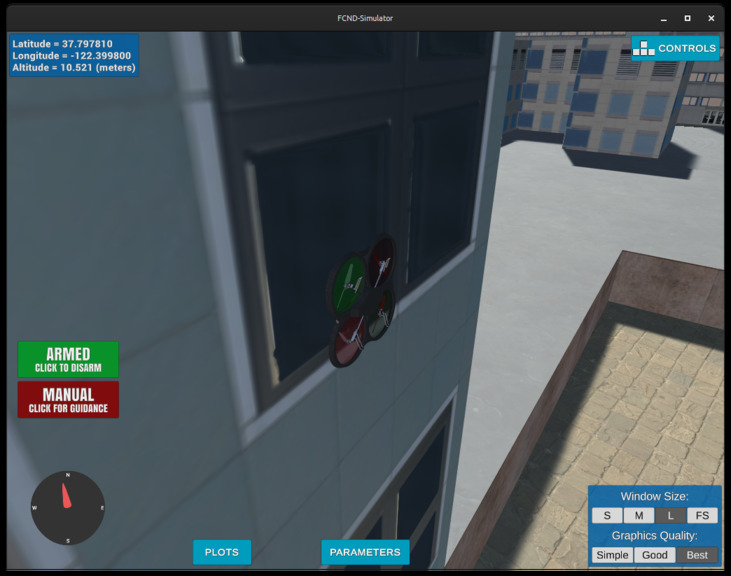 FCND-Simulator
Latitude = 37.797810
Longitude = -122.399800
Altitude = 10.521 (meters)
CONTROLS
ARMED
CLICK TO DISARM
MANUAL
CLICK FOR GUIDANCE
N
W E
S
PLOTS
PARAMETERS
Window Size:
S M L FS
Graphics Quality:
Simple Good Best